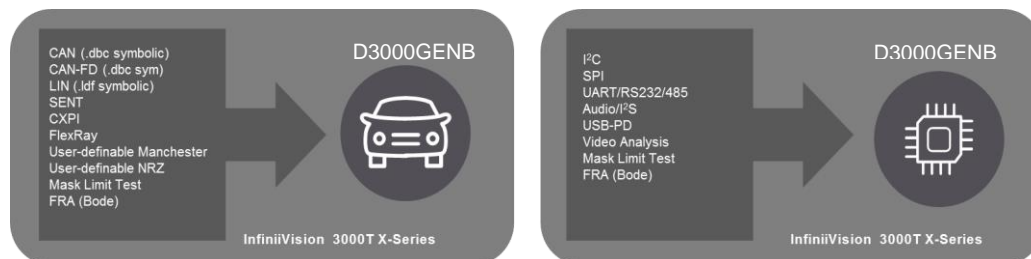 D3000GENB
CAN (.dbc symbolic)
CAN-FD (.dbc sym)
LIN (.ldf symbolic)
SENT
CXPI
FlexRay
User-definable Manchester
User-definable NRZ
Mask Limit Test
FRA (Bode)
InfiniiVision 3000T X-Series
D3000GENB
I²C
SPI
UART/RS232/485
Audio/I²S
USB-PD
Video Analysis
Mask Limit Test
FRA (Bode)
InfiniiVision 3000T X-Series